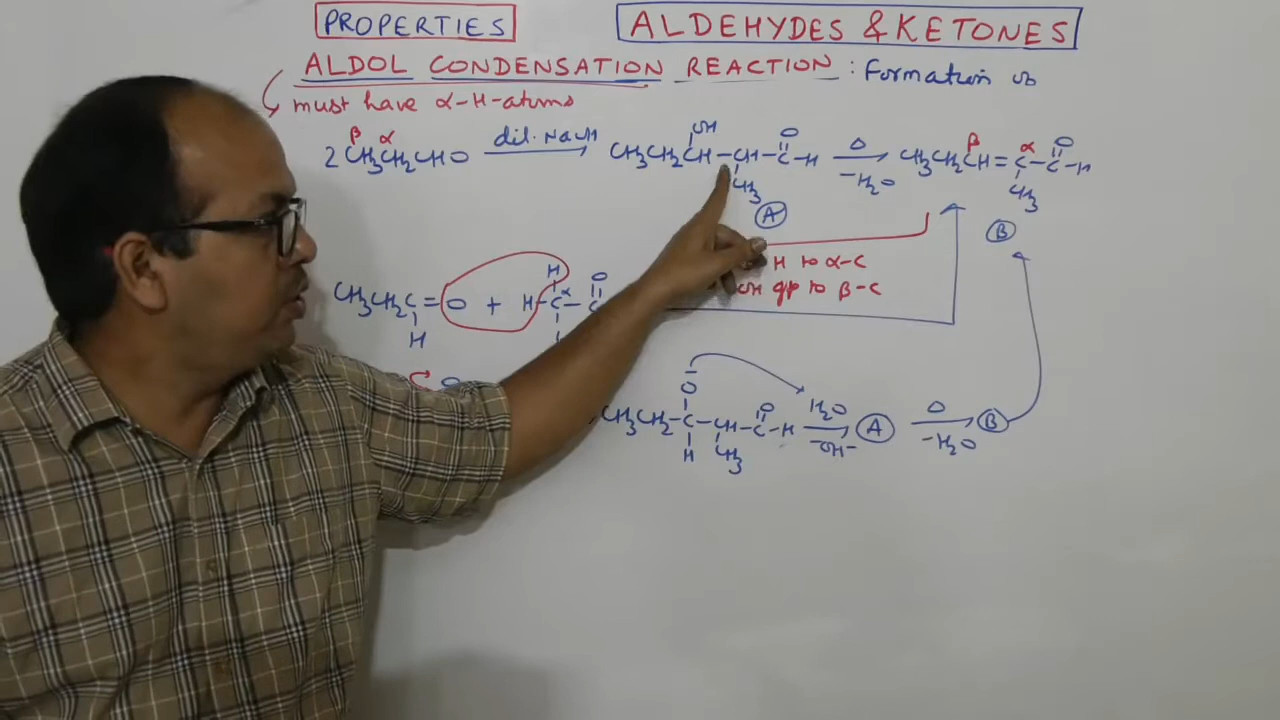 PROPERTIES
ALDEHYDES & KETONES
ALDOL CONDENSATION REACTION : Formation of
must have α-H-atoms
β α
2 CH3CH2CHO dil. NaOH CH3CH2CH-CH-C-H Δ -H2O CH3CH2CH=C-C-H
OH O β α O
CH3 CH3
A B
H to α-C
OH gp to β-C
CH3CH2C=O + H-C-C
H H α O
O
CH3CH2-C-CH-C-H H2O -OH- A Δ -H2O B
H CH3